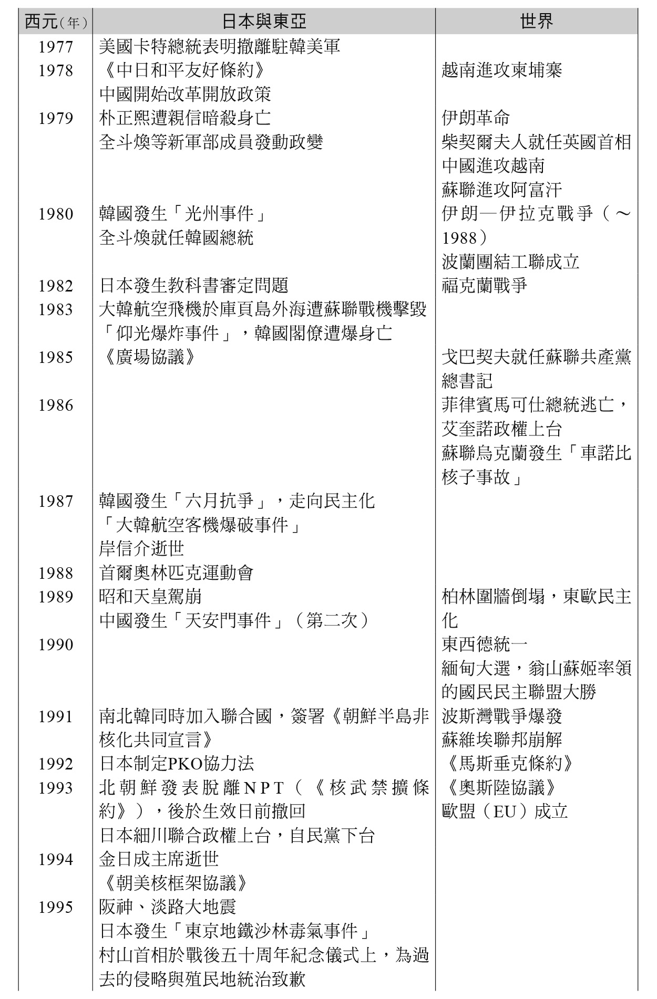 西元（年） 日本與東亞 世界
1977 美國卡特總統表明撤離駐韓美軍
1978 《中日和平友好條約》 越南進攻柬埔寨
中國開始改革開放政策
1979 朴正熙遭親信暗殺身亡 伊朗革命
全斗煥等新軍部成員發動政變 柴契爾夫人就任英國首相
中國進攻越南
蘇聯進攻阿富汗
1980 韓國發生「光州事件」 伊朗—伊拉克戰爭（～
全斗煥就任韓國總統 1988）
波蘭團結工聯成立
1982 日本發生教科書審定問題 福克蘭戰爭
1983 大韓航空飛機於庫頁島外海遭蘇聯戰機擊毀
「仰光爆炸事件」，韓國閣僚遭爆身亡
1985 《廣場協議》 戈巴契夫就任蘇聯共產黨
總書記
1986 菲律賓馬可仕總統逃亡，
艾奎諾政權上台
蘇聯烏克蘭發生「車諾比
核子事故」
1987 韓國發生「六月抗爭」，走向民主化
「大韓航空客機爆破事件」
岸信介逝世
1988 首爾奧林匹克運動會
1989 昭和天皇駕崩 柏林圍牆倒塌，東歐民主
中國發生「天安門事件」（第二次） 化
1990 東西德統一
緬甸大選，翁山蘇姬率領
的國民民主聯盟大勝
1991 南北韓同時加入聯合國，簽署《朝鮮半島非 波斯灣戰爭爆發
核化共同宣言》 蘇維埃聯邦崩解
1992 日本制定PKO協力法 《馬斯垂克條約》
1993 北朝鮮發表脫離NPT（《核武禁擴條 《奧斯陸協議》
約》），後於生效日前撤回 歐盟（EU）成立
日本細川聯合政權上台，自民黨下台
1994 金日成主席逝世
《朝美核框架協議》
1995 阪神、淡路大地震
日本發生「東京地鐵沙林毒氣事件」
村山首相於戰後五十周年紀念儀式上，為過
去的侵略與殖民地統治致歉